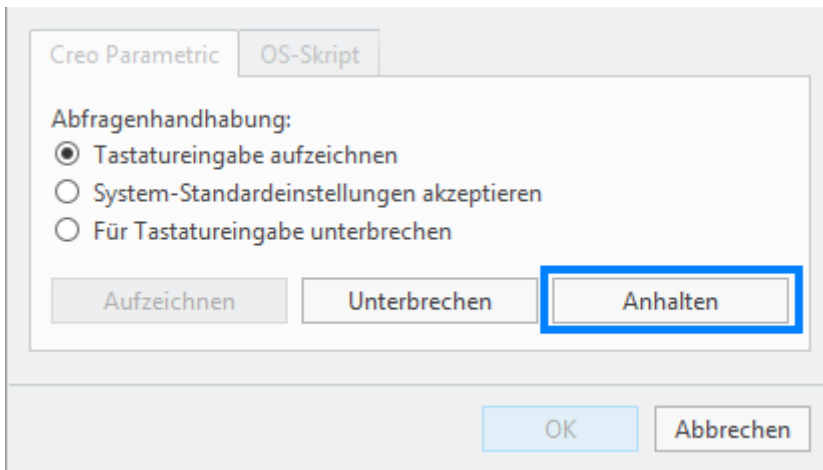 Creo Parametric OS-Skript
Abfragenhandhabung:
Tastatureingabe aufzeichnen
System-Standardeinstellungen akzeptieren
Für Tastatureingabe unterbrechen
Aufzeichnen Unterbrechen Anhalten
OK Abbrechen